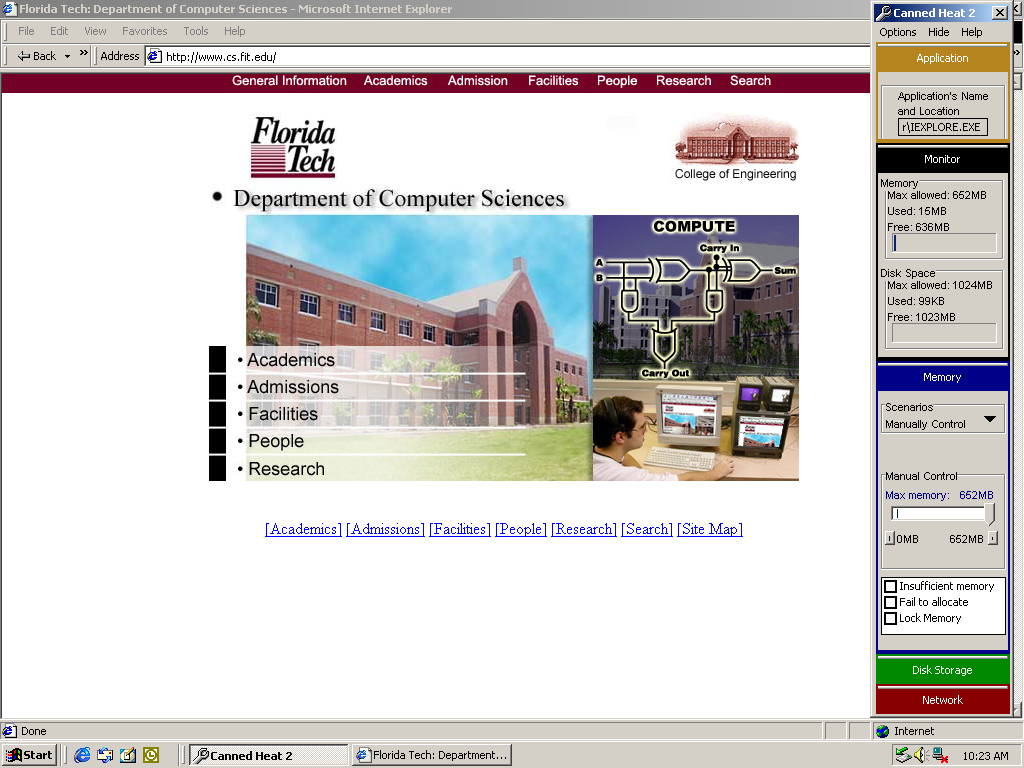 Florida Tech: Department of Computer Sciences - Microsoft Internet Explorer
File Edit View Favorites Tools Help
Back » Address http://www.cs.fit.edu/
General Information Academics Admission Facilities People Research Search
Florida
Tech
College of Engineering
• Department of Computer Sciences
COMPUTE
Carry In
A
B
Sum
Carry Out
• Academics
• Admissions
• Facilities
• People
• Research
[Academics] [Admissions] [Facilities] [People] [Research] [Search] [Site Map]
Done
Internet
Canned Heat 2
Options Hide Help
Application
Application's Name
and Location
r\IEXPLORE.EXE
Monitor
Memory
Max allowed: 652MB
Used: 15MB
Free: 636MB
Disk Space
Max allowed: 1024MB
Used: 99KB
Free: 1023MB
Memory
Scenarios
Manually Control
Manual Control
Max memory: 652MB
0MB 652MB
Insufficient memory
Fail to allocate
Lock Memory
Disk Storage
Network
Start Canned Heat 2 Florida Tech: Department... 10:23 AM